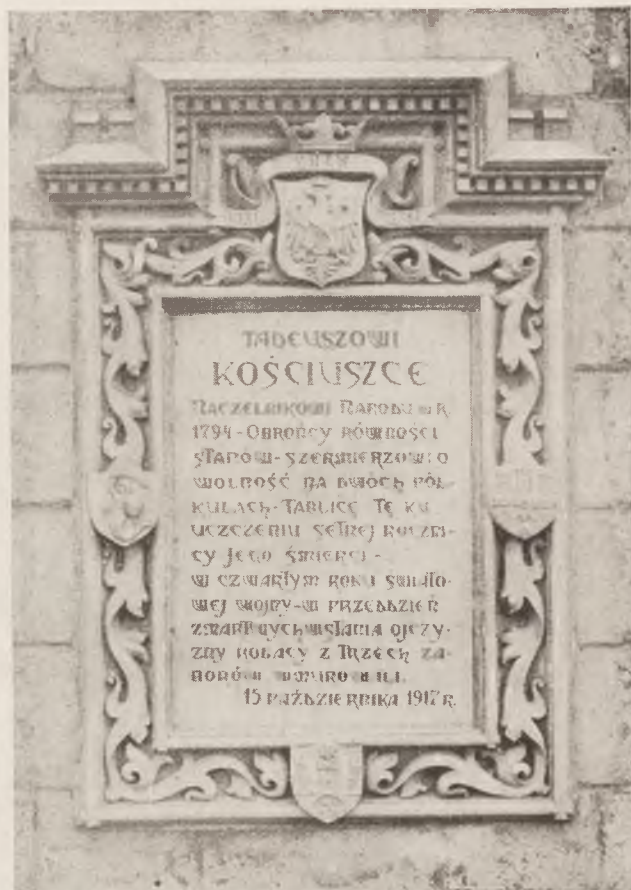 TADEUSZOWI
KOŚCIUSZCE
NACZELNIKOWI NARODU W R.
1794 - OBROŃCY RÓWNOŚCI
STANÓW - SZERMIERZOWI O
WOLNOŚĆ NA DWÓCH PÓŁ-
KULACH - TABLICĘ TĘ KU
UCZCZENIU SETNEJ ROCZNI-
CY JEGO ŚMIERCI -
W CZWARTYM ROKU ŚWIATO-
WEJ WOJNY - W PRZEDDZIEŃ
ZMARTWYCHWSTANIA OJCZY-
ZNY RODACY Z TRZECH ZA-
BORÓW WMUROWALI.
15 PAŹDZIERNIKA 1917 R.